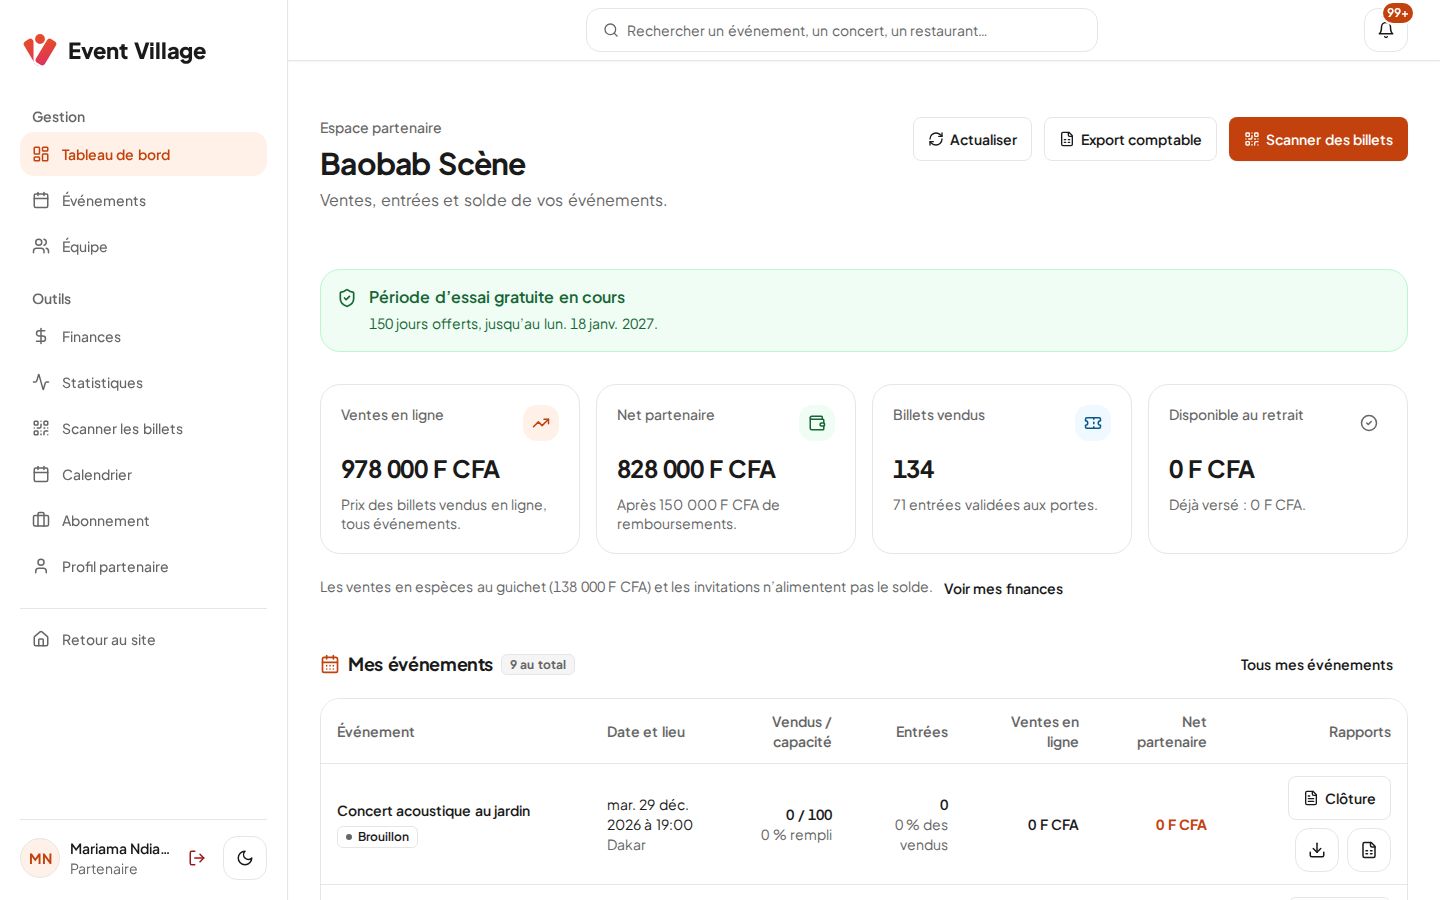 Event Village
Rechercher un événement, un concert, un restaurant…
99+
Gestion
Tableau de bord
Événements
Équipe
Outils
Finances
Statistiques
Scanner les billets
Calendrier
Abonnement
Profil partenaire
Retour au site
MN
Mariama Ndia…
Partenaire
Espace partenaire
Baobab Scène
Ventes, entrées et solde de vos événements.
Actualiser
Export comptable
Scanner des billets
Période d’essai gratuite en cours
150 jours offerts, jusqu’au lun. 18 janv. 2027.
Ventes en ligne
978 000 F CFA
Prix des billets vendus en ligne,
tous événements.
Net partenaire
828 000 F CFA
Après 150 000 F CFA de
remboursements.
Billets vendus
134
71 entrées validées aux portes.
Disponible au retrait
0 F CFA
Déjà versé : 0 F CFA.
Les ventes en espèces au guichet (138 000 F CFA) et les invitations n’alimentent pas le solde. Voir mes finances
Mes événements
9 au total
Tous mes événements
Événement
Date et lieu
Vendus /
capacité
Entrées
Ventes en
ligne
Net
partenaire
Rapports
Concert acoustique au jardin
Brouillon
mar. 29 déc.
2026 à 19:00
Dakar
0 / 100
0 % rempli
0
0 % des
vendus
0 F CFA
0 F CFA
Clôture